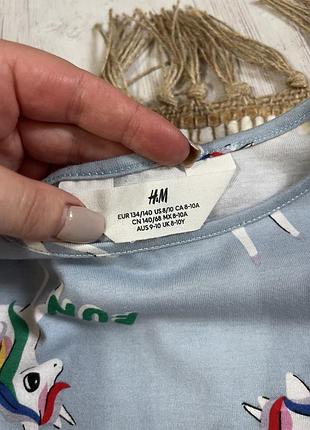 H&M
EUR 134/140 US 8/10 CA 8-10A
CN 140/68 MX 8-10A
AUS 9-10 UK 8-10Y
FUN